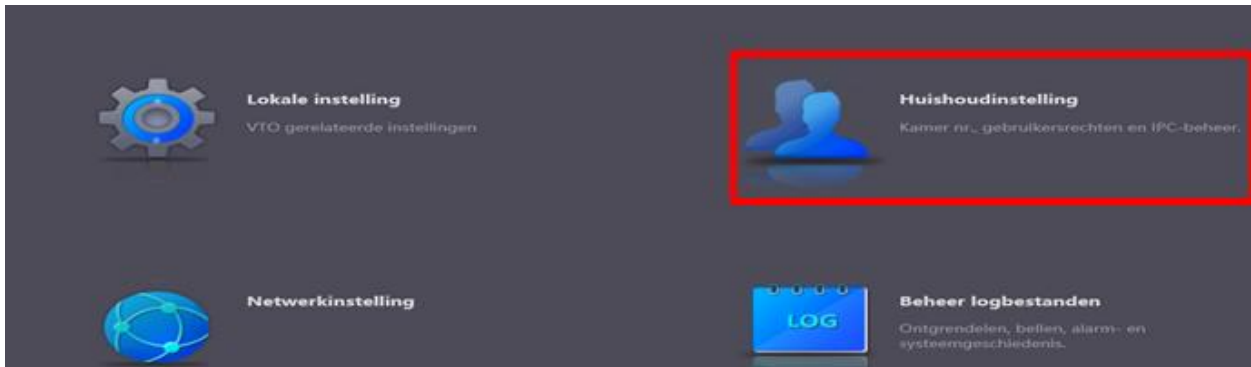 Lokale instelling
VTO gerelateerde instellingen
Huishoudinstelling
Kamer nr., gebruikersrechten en IPC-beheer.
Netwerkinstelling
LOG
Beheer logbestanden
Ontgrendelen, bellen, alarm- en
systeemgeschiedenis.